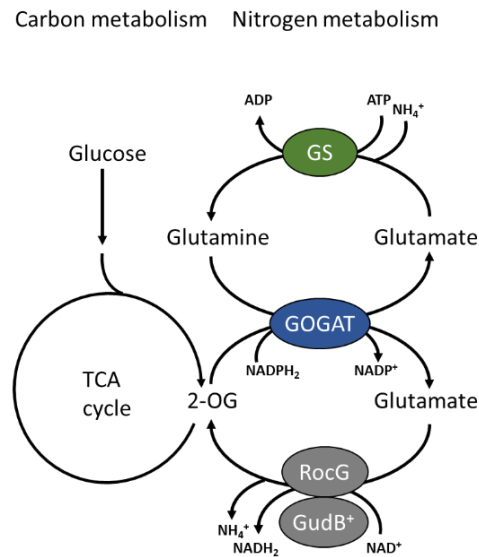 Carbon metabolism Nitrogen metabolism
ADP ATP
NH₄⁺
GS
Glucose
Glutamine Glutamate
GOGAT
NADPH₂ NADP⁺
TCA
cycle
2-OG Glutamate
RocG
GudB⁺
NH₄⁺
NADH₂ NAD⁺